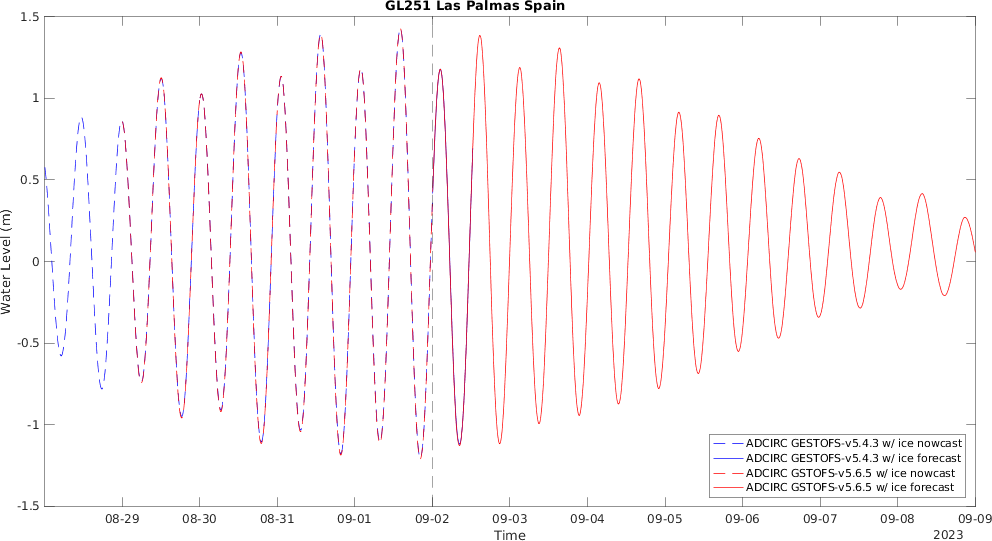 GL251 Las Palmas Spain
1.5
1
0.5
0
-0.5
-1
-1.5
Water Level (m)
08-29 08-30 08-31 09-01 09-02 09-03 09-04 09-05 09-06 09-07 09-08 09-09
Time
2023
ADCIRC GESTOFS-v5.4.3 w/ ice nowcast
ADCIRC GESTOFS-v5.4.3 w/ ice forecast
ADCIRC GSTOFS-v5.6.5 w/ ice nowcast
ADCIRC GSTOFS-v5.6.5 w/ ice forecast